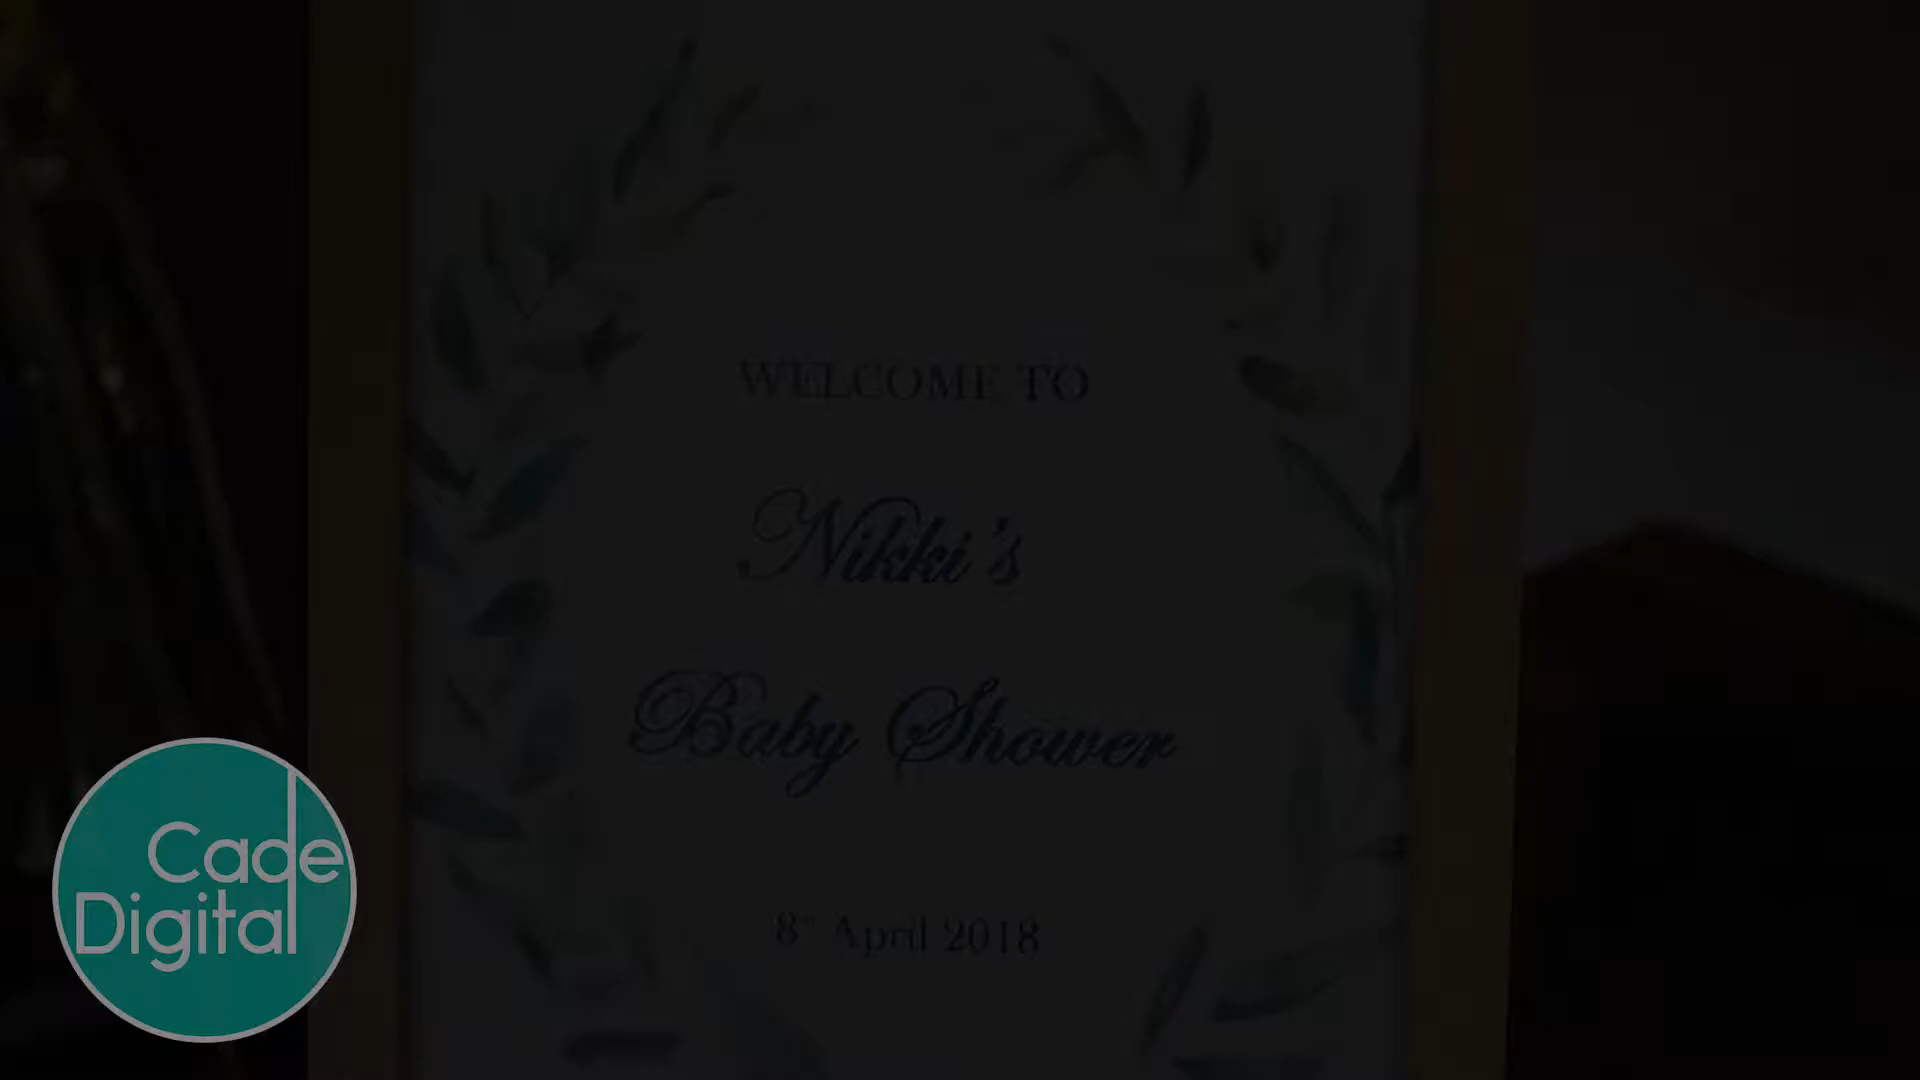 WELCOME TO
Nikki's
Baby Shower
8th April 2018
Cade
Digital